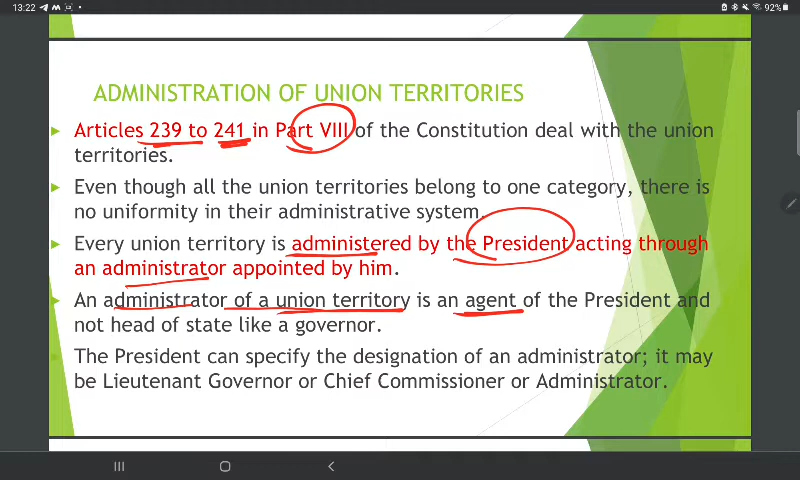 13:22
92%
ADMINISTRATION OF UNION TERRITORIES
Articles 239 to 241 in Part VIII of the Constitution deal with the union
territories.
Even though all the union territories belong to one category, there is
no uniformity in their administrative system.
Every union territory is administered by the President acting through
an administrator appointed by him.
An administrator of a union territory is an agent of the President and
not head of state like a governor.
The President can specify the designation of an administrator; it may
be Lieutenant Governor or Chief Commissioner or Administrator.